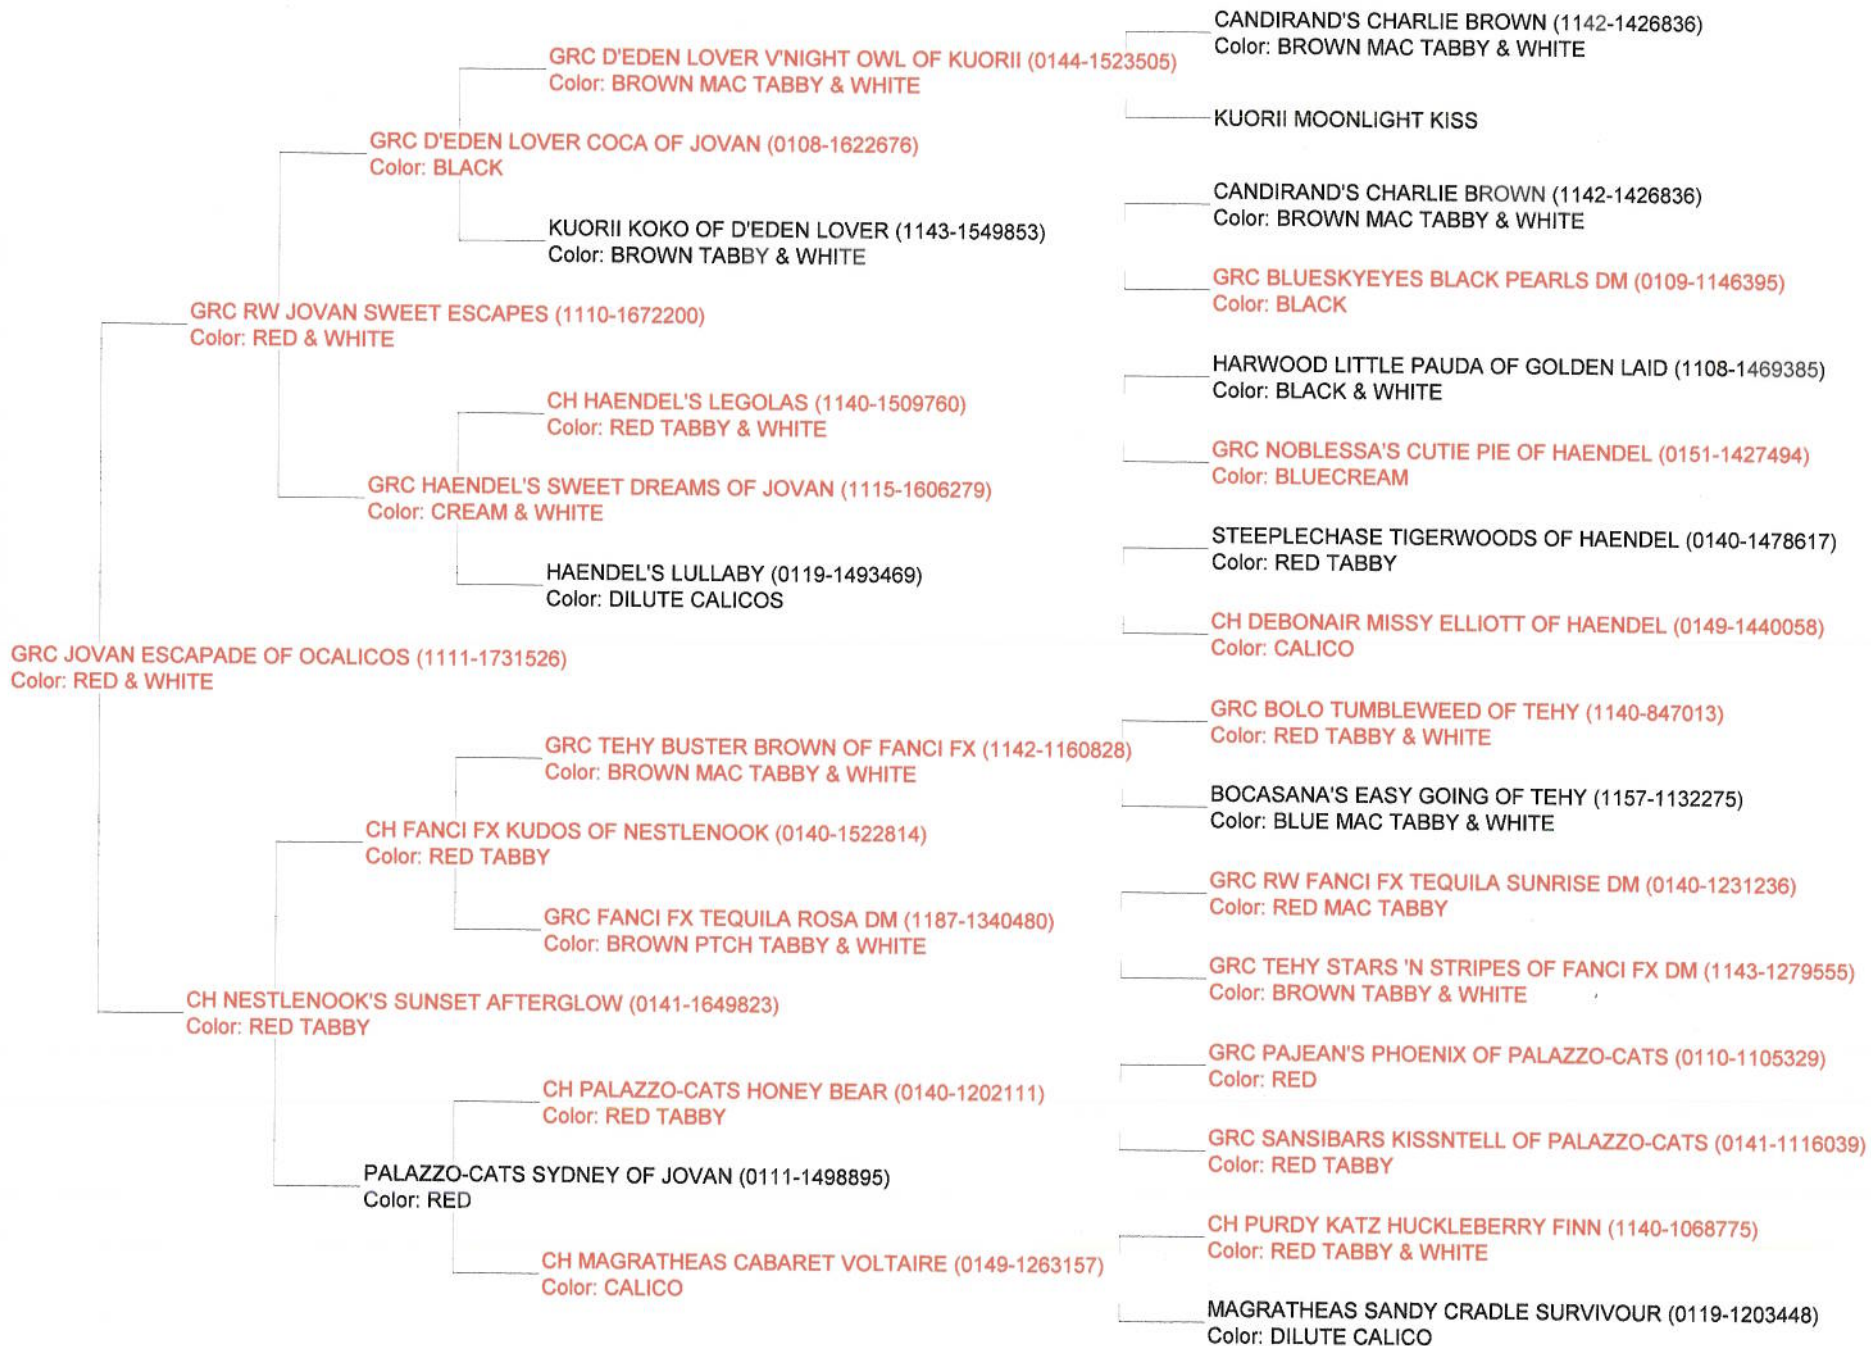 CANDIRAND'S CHARLIE BROWN (1142-1426836)
Color: BROWN MAC TABBY & WHITE
GRC D'EDEN LOVER V'NIGHT OWL OF KUORII (0144-1523505)
Color: BROWN MAC TABBY & WHITE
KUORII MOONLIGHT KISS
GRC D'EDEN LOVER COCA OF JOVAN (0108-1622676)
Color: BLACK
CANDIRAND'S CHARLIE BROWN (1142-1426836)
Color: BROWN MAC TABBY & WHITE
KUORII KOKO OF D'EDEN LOVER (1143-1549853)
Color: BROWN TABBY & WHITE
GRC BLUESKYEYES BLACK PEARLS DM (0109-1146395)
Color: BLACK
GRC RW JOVAN SWEET ESCAPES (1110-1672200)
Color: RED & WHITE
HARWOOD LITTLE PAUDA OF GOLDEN LAID (1108-1469385)
Color: BLACK & WHITE
CH HAENDEL'S LEGOLAS (1140-1509760)
Color: RED TABBY & WHITE
GRC NOBLESSA'S CUTIE PIE OF HAENDEL (0151-1427494)
Color: BLUECREAM
GRC HAENDEL'S SWEET DREAMS OF JOVAN (1115-1606279)
Color: CREAM & WHITE
STEEPLECHASE TIGERWOODS OF HAENDEL (0140-1478617)
Color: RED TABBY
HAENDEL'S LULLABY (0119-1493469)
Color: DILUTE CALICOS
CH DEBONAIR MISSY ELLIOTT OF HAENDEL (0149-1440058)
Color: CALICO
GRC JOVAN ESCAPADE OF OCALICOS (1111-1731526)
Color: RED & WHITE
GRC BOLO TUMBLEWEED OF TEHY (1140-847013)
Color: RED TABBY & WHITE
GRC TEHY BUSTER BROWN OF FANCI FX (1142-1160828)
Color: BROWN MAC TABBY & WHITE
BOCASANA'S EASY GOING OF TEHY (1157-1132275)
Color: BLUE MAC TABBY & WHITE
CH FANCI FX KUDOS OF NESTLENOOK (0140-1522814)
Color: RED TABBY
GRC RW FANCI FX TEQUILA SUNRISE DM (0140-1231236)
Color: RED MAC TABBY
GRC FANCI FX TEQUILA ROSA DM (1187-1340480)
Color: BROWN PTCH TABBY & WHITE
GRC TEHY STARS 'N STRIPES OF FANCI FX DM (1143-1279555)
Color: BROWN TABBY & WHITE
CH NESTLENOOK'S SUNSET AFTERGLOW (0141-1649823)
Color: RED TABBY
GRC PAJEAN'S PHOENIX OF PALAZZO-CATS (0110-1105329)
Color: RED
CH PALAZZO-CATS HONEY BEAR (0140-1202111)
Color: RED TABBY
GRC SANSIBARS KISSNTELL OF PALAZZO-CATS (0141-1116039)
Color: RED TABBY
PALAZZO-CATS SYDNEY OF JOVAN (0111-1498895)
Color: RED
CH PURDY KATZ HUCKLEBERRY FINN (1140-1068775)
Color: RED TABBY & WHITE
CH MAGRATHEAS CABARET VOLTAIRE (0149-1263157)
Color: CALICO
MAGRATHEAS SANDY CRADLE SURVIVOUR (0119-1203448)
Color: DILUTE CALICO